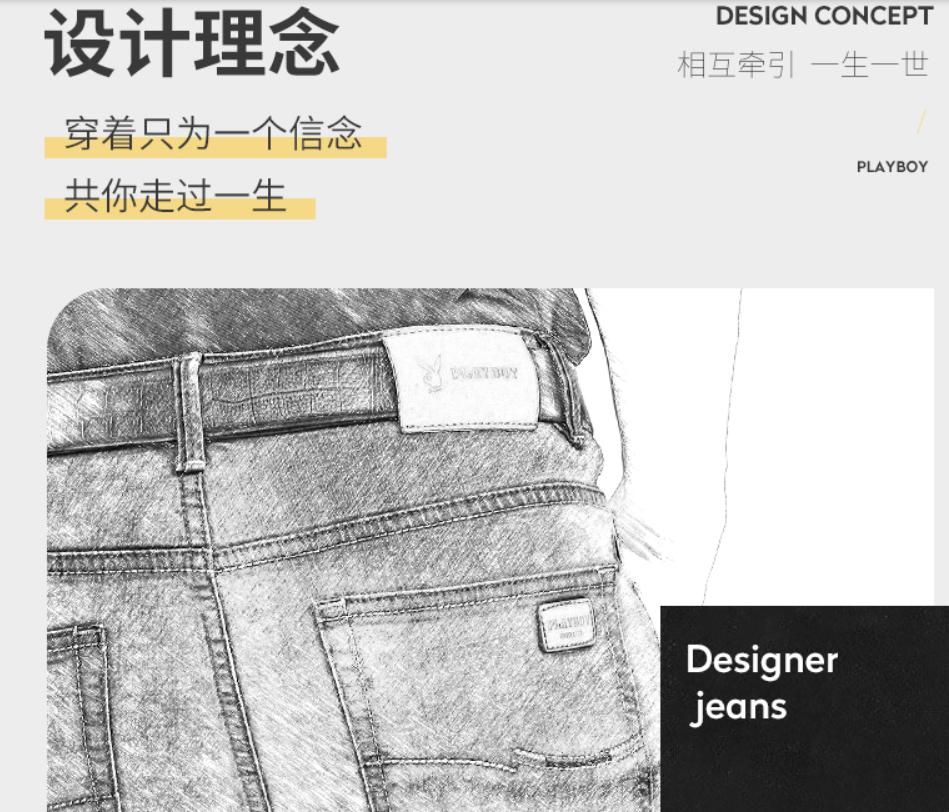 设计理念
DESIGN CONCEPT
相互牵引 一生一世
穿着只为一个信念
共你走过一生
/
PLAYBOY
PLAYBOY
PLAYBOY
Designer
jeans